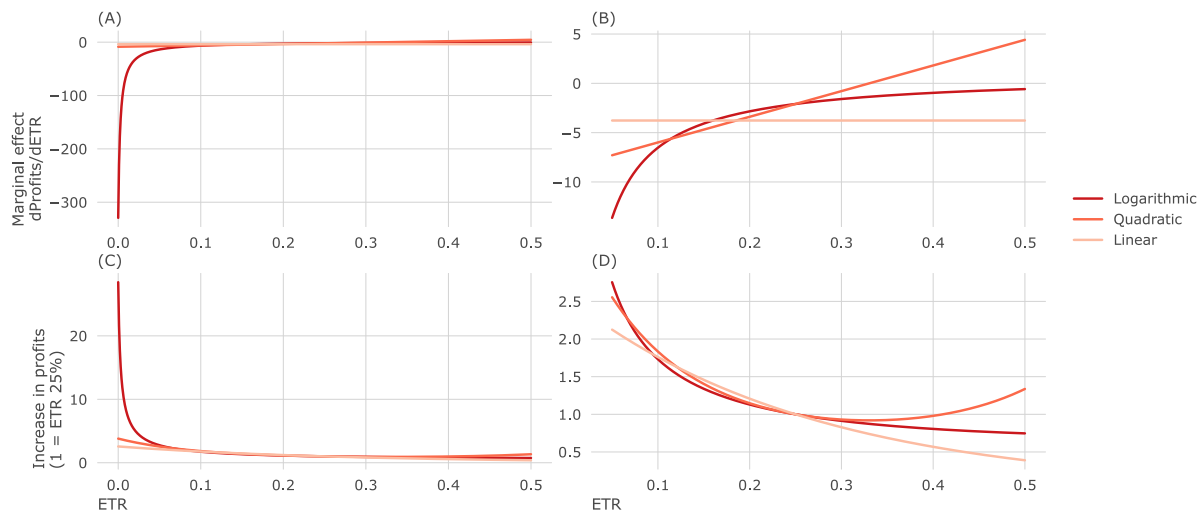 (A)
(B)
Marginal effect
dProfits/dETR
0
−100
−200
−300
0.0
0.1
0.2
0.3
0.4
0.5
5
0
−5
−10
0.1
0.2
0.3
0.4
0.5
Logarithmic
Quadratic
Linear
(C)
(D)
Increase in profits
(1 = ETR 25%)
20
10
0
0.0
0.1
0.2
0.3
0.4
0.5
ETR
2.5
2.0
1.5
1.0
0.5
0.1
0.2
0.3
0.4
0.5
ETR